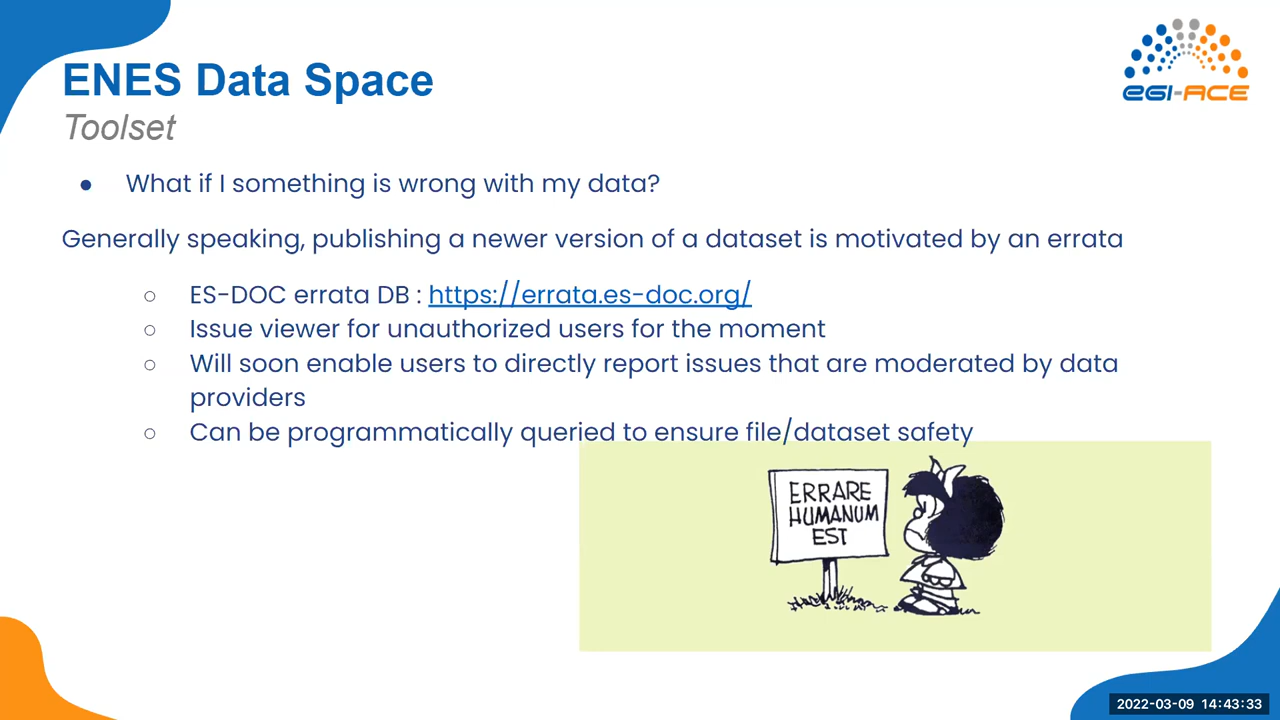 ENES Data Space
Toolset
EGI-ACE
● What if I something is wrong with my data?
Generally speaking, publishing a newer version of a dataset is motivated by an errata
○ ES-DOC errata DB : https://errata.es-doc.org/
○ Issue viewer for unauthorized users for the moment
○ Will soon enable users to directly report issues that are moderated by data
providers
○ Can be programmatically queried to ensure file/dataset safety
ERRARE
HUMANUM
EST
2022-03-09 14:43:33